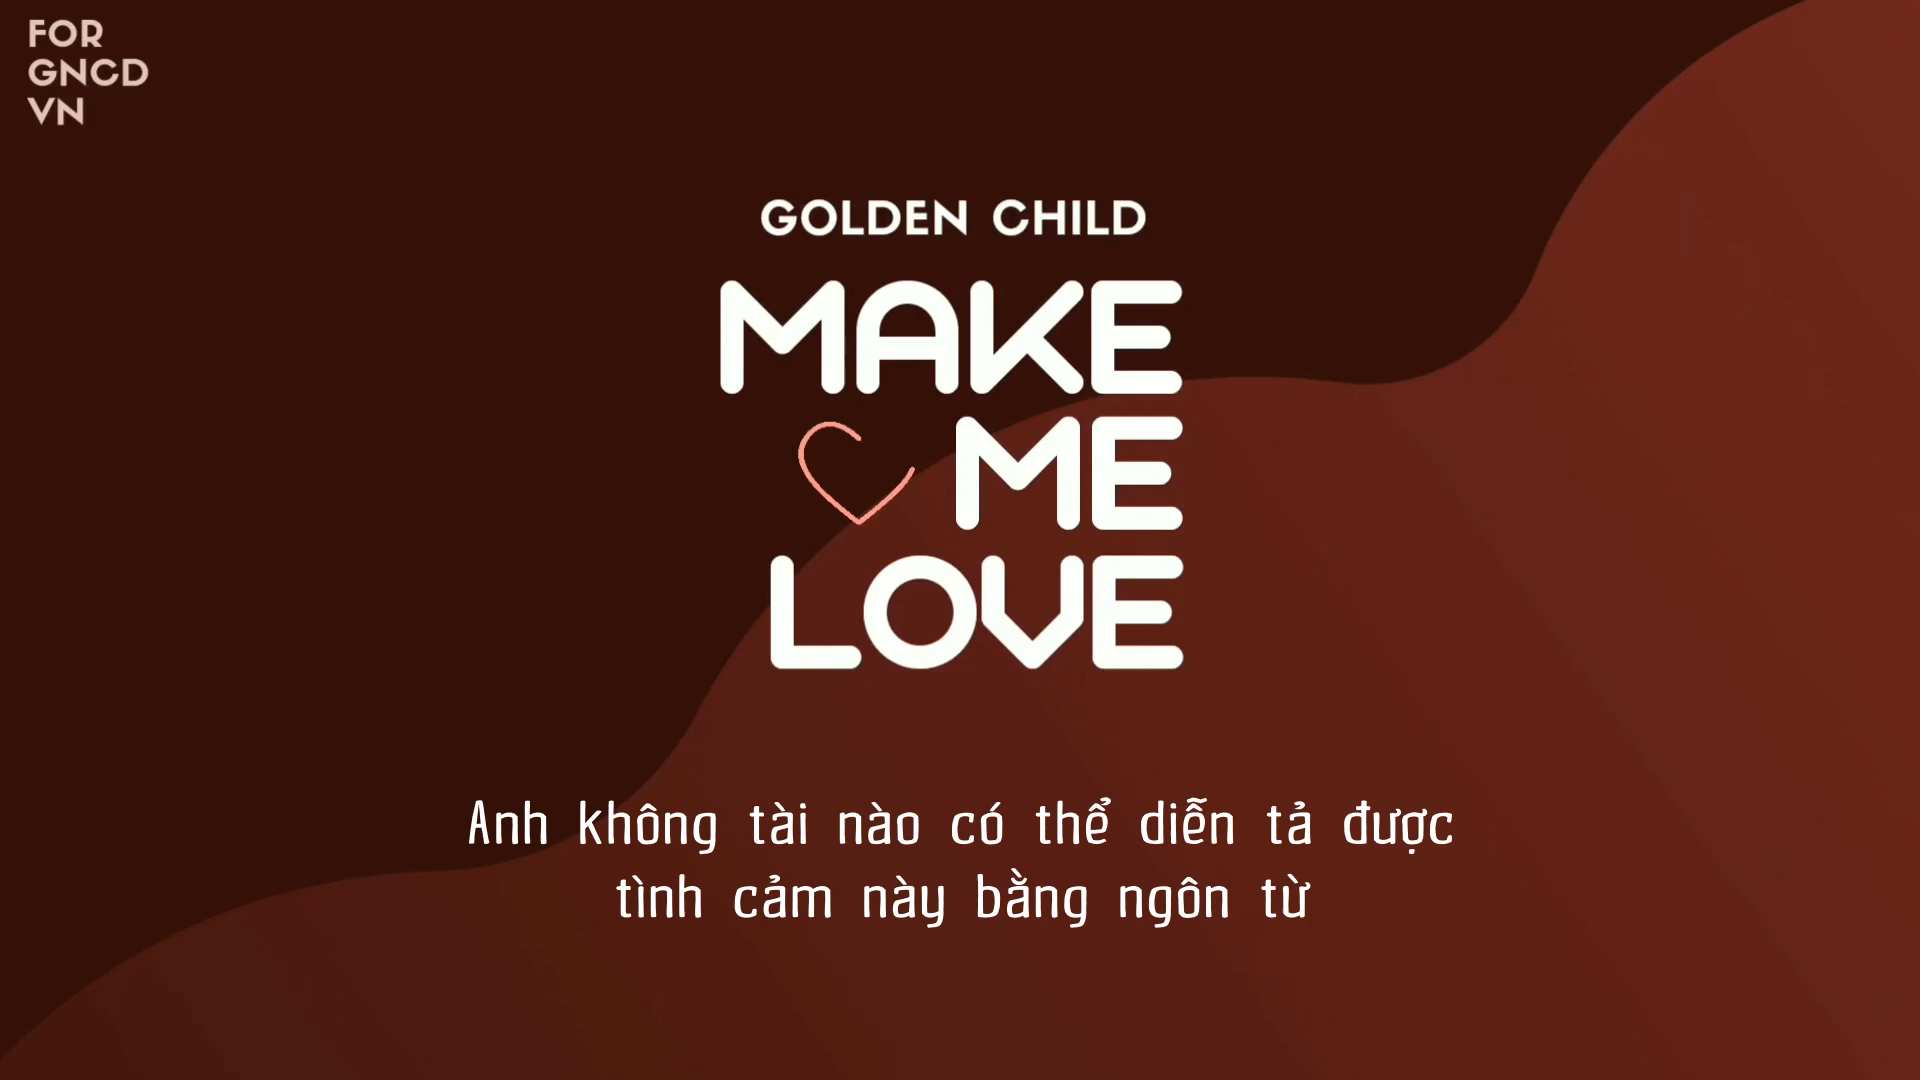 FOR
GNCD
VN
GOLDEN CHILD
MAKE
ME
LOVE
Anh không tài nào có thể diễn tả được
tình cảm này bằng ngôn từ